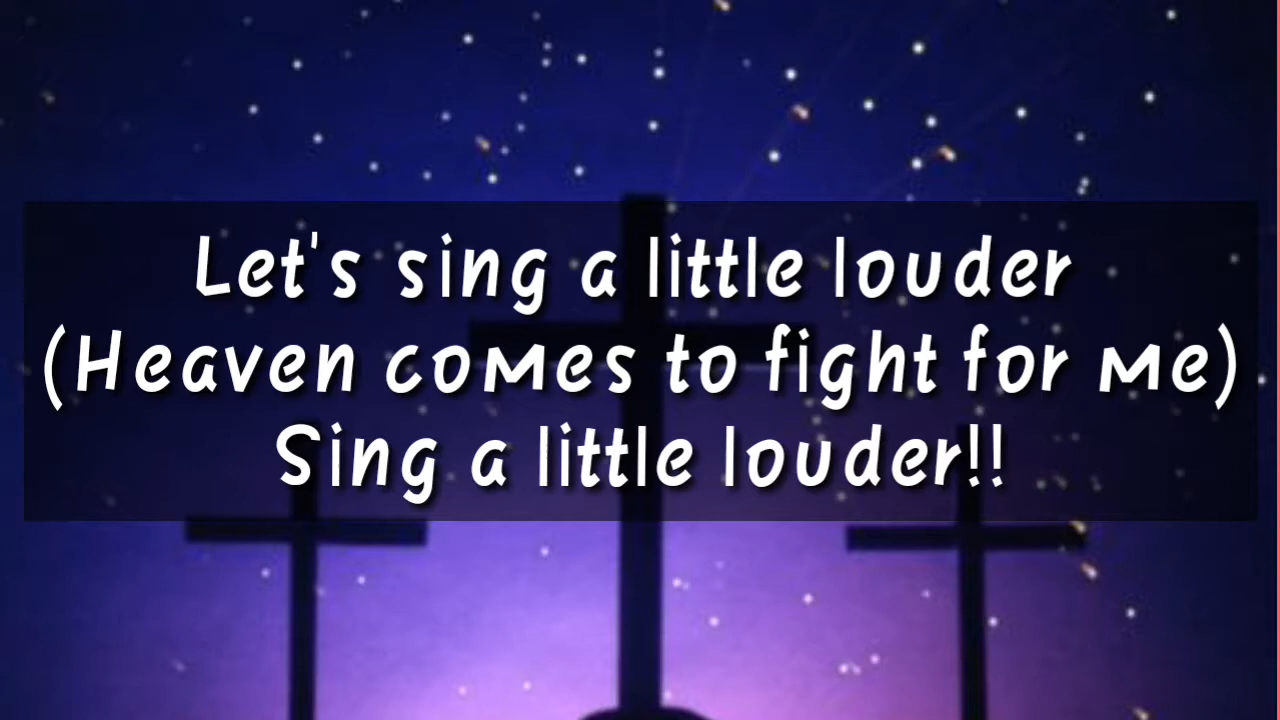 Let's sing a little louder
(Heaven comes to fight for me)
Sing a little louder!!